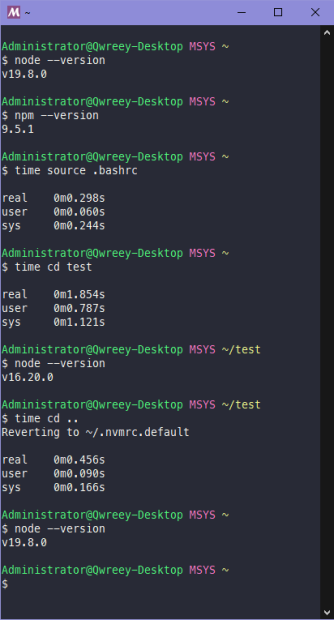 M ~
Administrator@Qwreey-Desktop MSYS ~
$ node --version
v19.8.0
Administrator@Qwreey-Desktop MSYS ~
$ npm --version
9.5.1
Administrator@Qwreey-Desktop MSYS ~
$ time source .bashrc
real 0m0.298s
user 0m0.060s
sys 0m0.244s
Administrator@Qwreey-Desktop MSYS ~
$ time cd test
real 0m1.854s
user 0m0.787s
sys 0m1.121s
Administrator@Qwreey-Desktop MSYS ~/test
$ node --version
v16.20.0
Administrator@Qwreey-Desktop MSYS ~/test
$ time cd ..
Reverting to ~/.nvmrc.default
real 0m0.456s
user 0m0.090s
sys 0m0.166s
Administrator@Qwreey-Desktop MSYS ~
$ node --version
v19.8.0
Administrator@Qwreey-Desktop MSYS ~
$